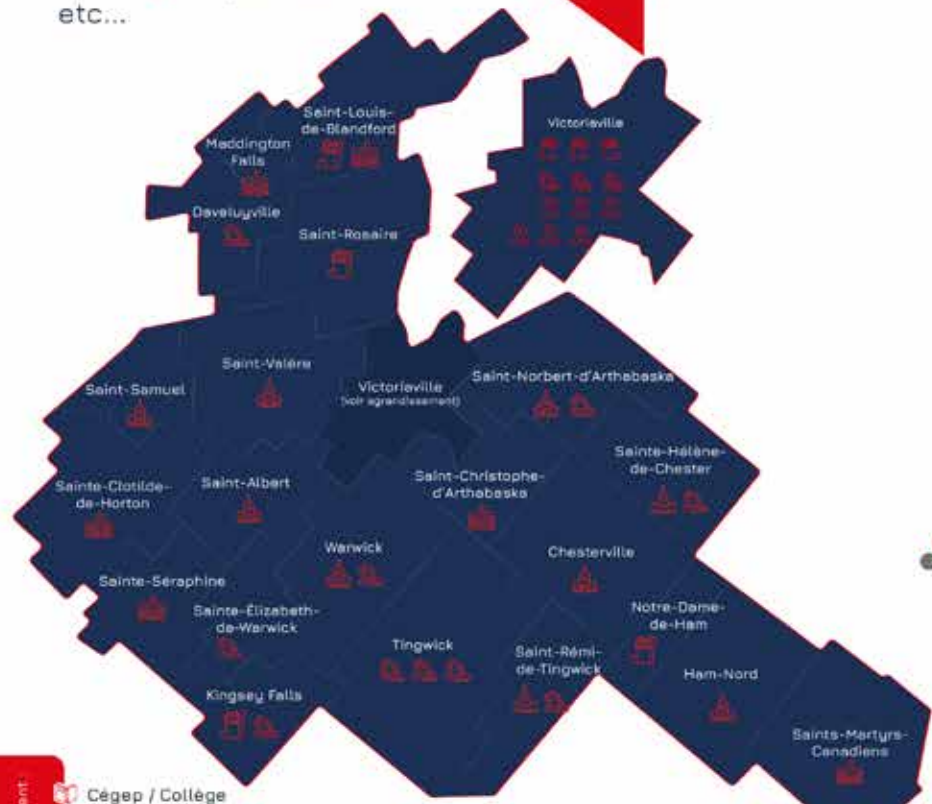 etc...
Saint-Louis-
de-Blandford
Maddington
Falls
Daveluyville
Saint-Rosaire
Victoriaville
Saint-Valère
Saint-Samuel
Victoriaville
(voir agrandissement)
Saint-Norbert-d'Arthabaska
Sainte-Hélène-
de-Chester
Saint-Christophe-
d'Arthabaska
Sainte-Clotilde-
de-Horton
Saint-Albert
Warwick
Chesterville
Sainte-Séraphine
Sainte-Élizabeth-
de-Warwick
Notre-Dame-
de-Ham
Tingwick
Saint-Rémi-
de-Tingwick
Ham-Nord
Kingsey Falls
Saints-Martyrs-
Canadiens
Cégep / Collège